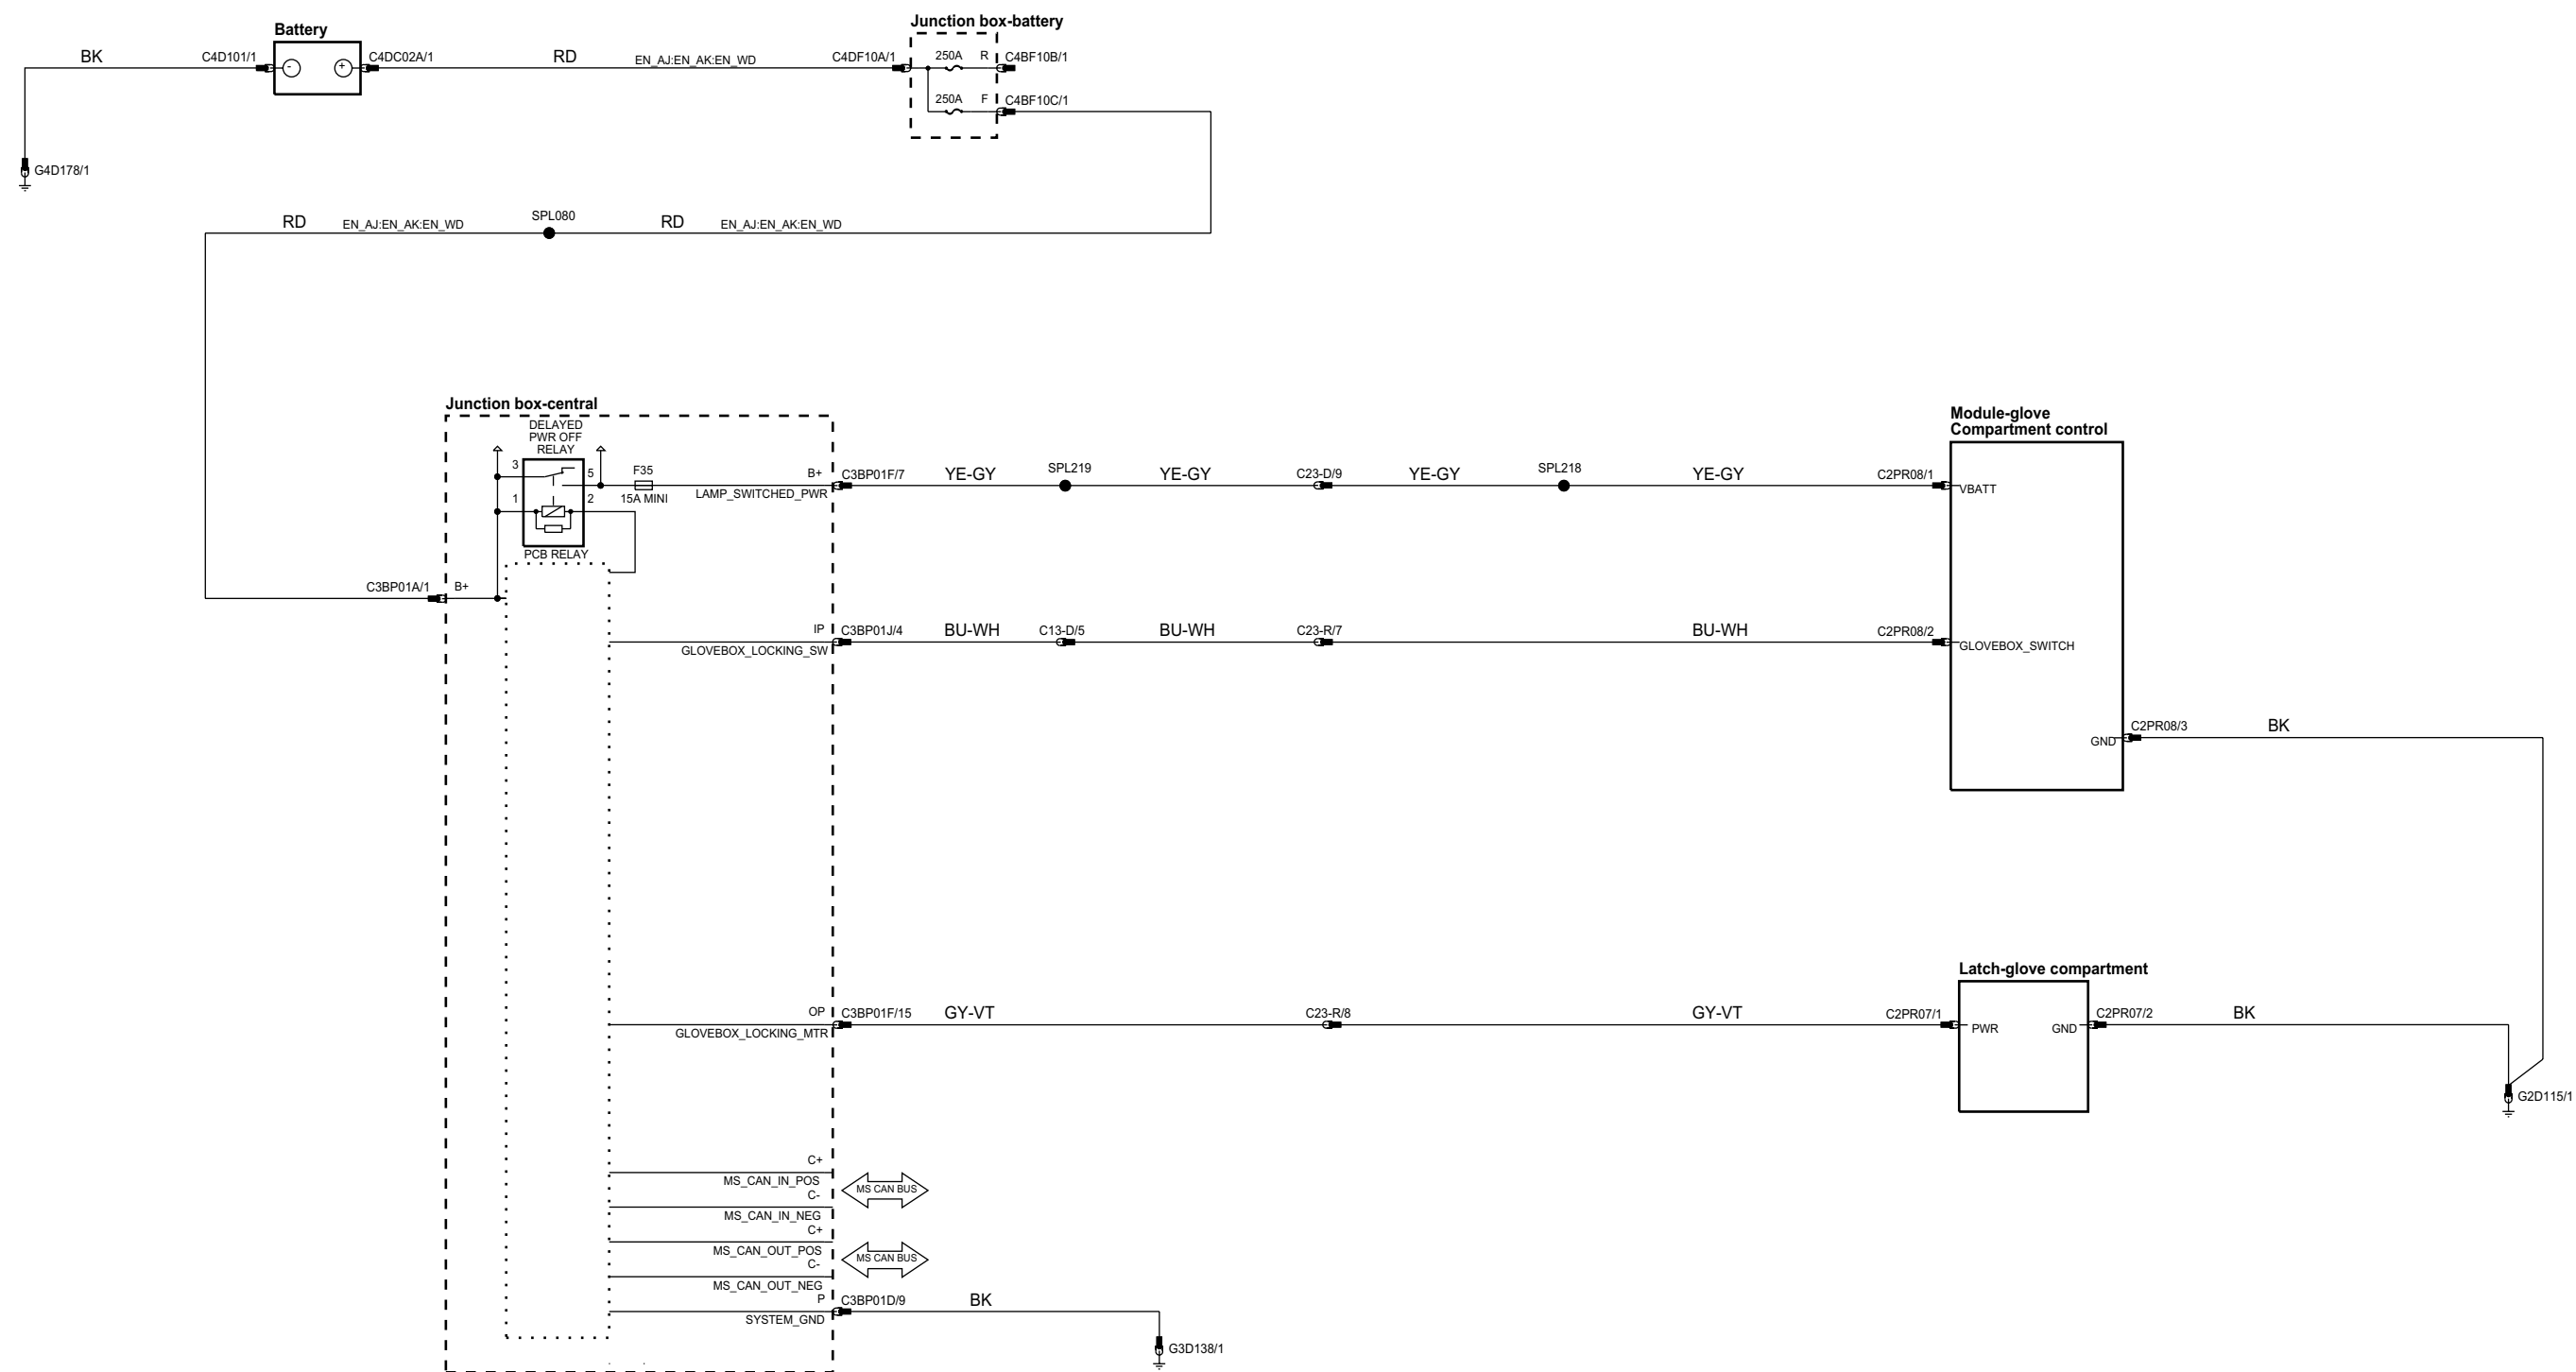 Battery
Junction box-battery
BK
C4D101/1
-
+
C4DC02A/1
RD
EN_AJ:EN_AK:EN_WD
C4DF10A/1
250A
R
C4BF10B/1
250A
F
C4BF10C/1
G4D178/1
RD
EN_AJ:EN_AK:EN_WD
SPL080
RD
EN_AJ:EN_AK:EN_WD
Junction box-central
DELAYED
PWR OFF
RELAY
3
5
1
2
F35
15A MINI
PCB RELAY
B+
LAMP_SWITCHED_PWR
C3BP01F/7
YE-GY
SPL219
YE-GY
C23-D/9
YE-GY
SPL218
YE-GY
C2PR08/1
Module-glove
Compartment control
VBATT
C3BP01A/1
B+
IP
GLOVEBOX_LOCKING_SW
C3BP01J/4
BU-WH
C13-D/5
BU-WH
C23-R/7
BU-WH
C2PR08/2
GLOVEBOX_SWITCH
GND
C2PR08/3
BK
Latch-glove compartment
OP
GLOVEBOX_LOCKING_MTR
C3BP01F/15
GY-VT
C23-R/8
GY-VT
C2PR07/1
PWR
GND
C2PR07/2
BK
G2D115/1
C+
MS_CAN_IN_POS
C-
MS_CAN_IN_NEG
MS CAN BUS
C+
MS_CAN_OUT_POS
C-
MS_CAN_OUT_NEG
MS CAN BUS
P
SYSTEM_GND
C3BP01D/9
BK
G3D138/1